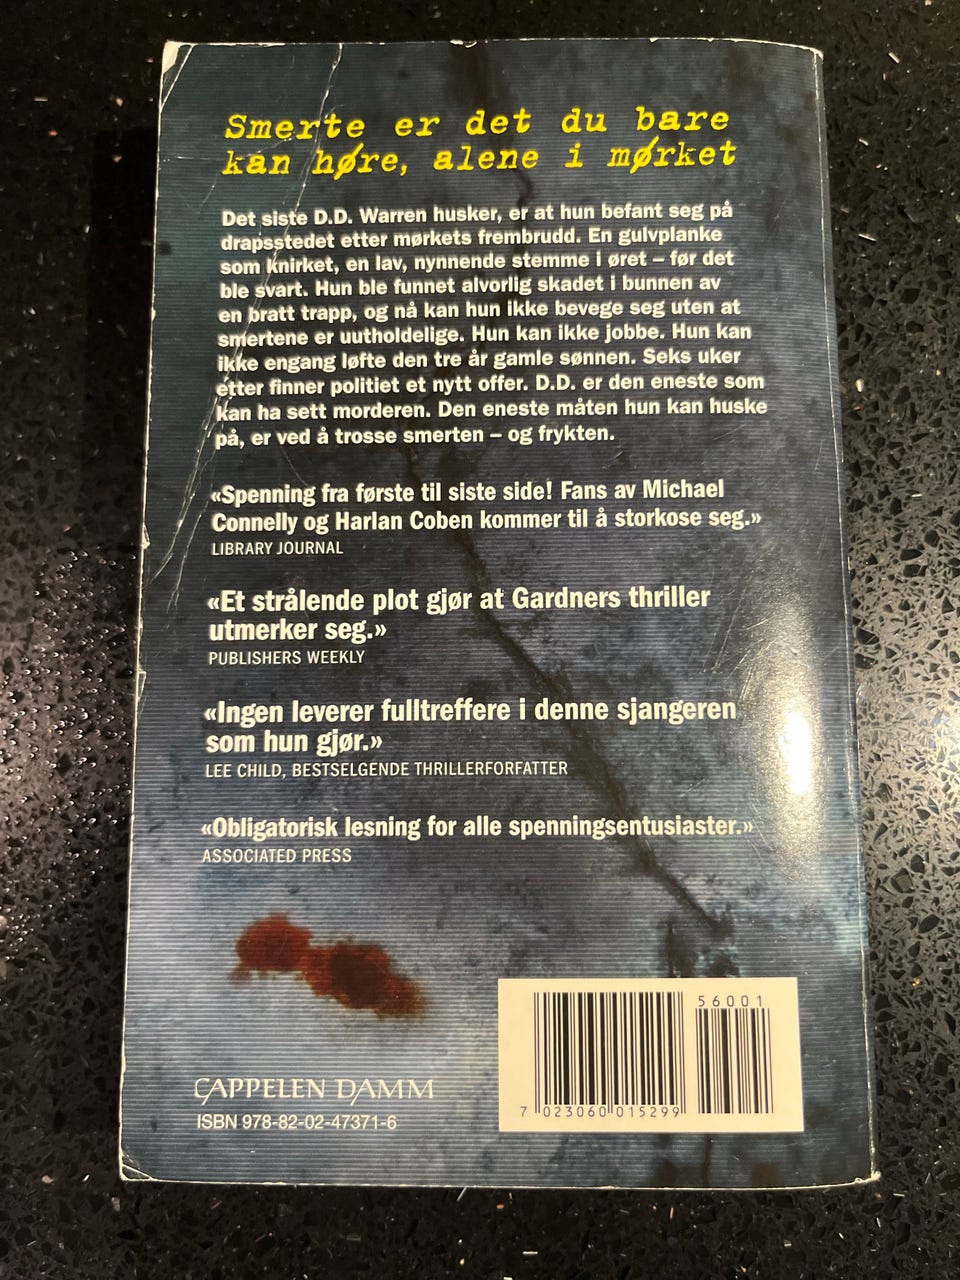 Smerte er det du bare
kan høre, alene i mørket
Det siste D.D. Warren husker, er at hun befant seg på
drapsstedet etter mørkets frembrudd. En gulvplanke
som knirket, en lav, nynnende stemme i øret – før det
ble svart. Hun ble funnet alvorlig skadet i bunnen av
en bratt trapp, og nå kan hun ikke bevege seg uten at
smertene er uutholdelige. Hun kan ikke jobbe. Hun kan
ikke engang løfte den tre år gamle sønnen. Seks uker
etter finner politiet et nytt offer. D.D. er den eneste som
kan ha sett morderen. Den eneste måten hun kan huske
på, er ved å trosse smerten – og frykten.
«Spenning fra første til siste side! Fans av Michael
Connelly og Harlan Coben kommer til å storkose seg.»
LIBRARY JOURNAL
«Et strålende plot gjør at Gardners thriller
utmerker seg.»
PUBLISHERS WEEKLY
«Ingen leverer fulltreffere i denne sjangeren
som hun gjør.»
LEE CHILD, BESTSELGENDE THRILLERFORFATTER
«Obligatorisk lesning for alle spenningsentusiaster.»
ASSOCIATED PRESS
CAPPELEN DAMM
ISBN 978-82-02-47371-6
56001
7 023060 015299